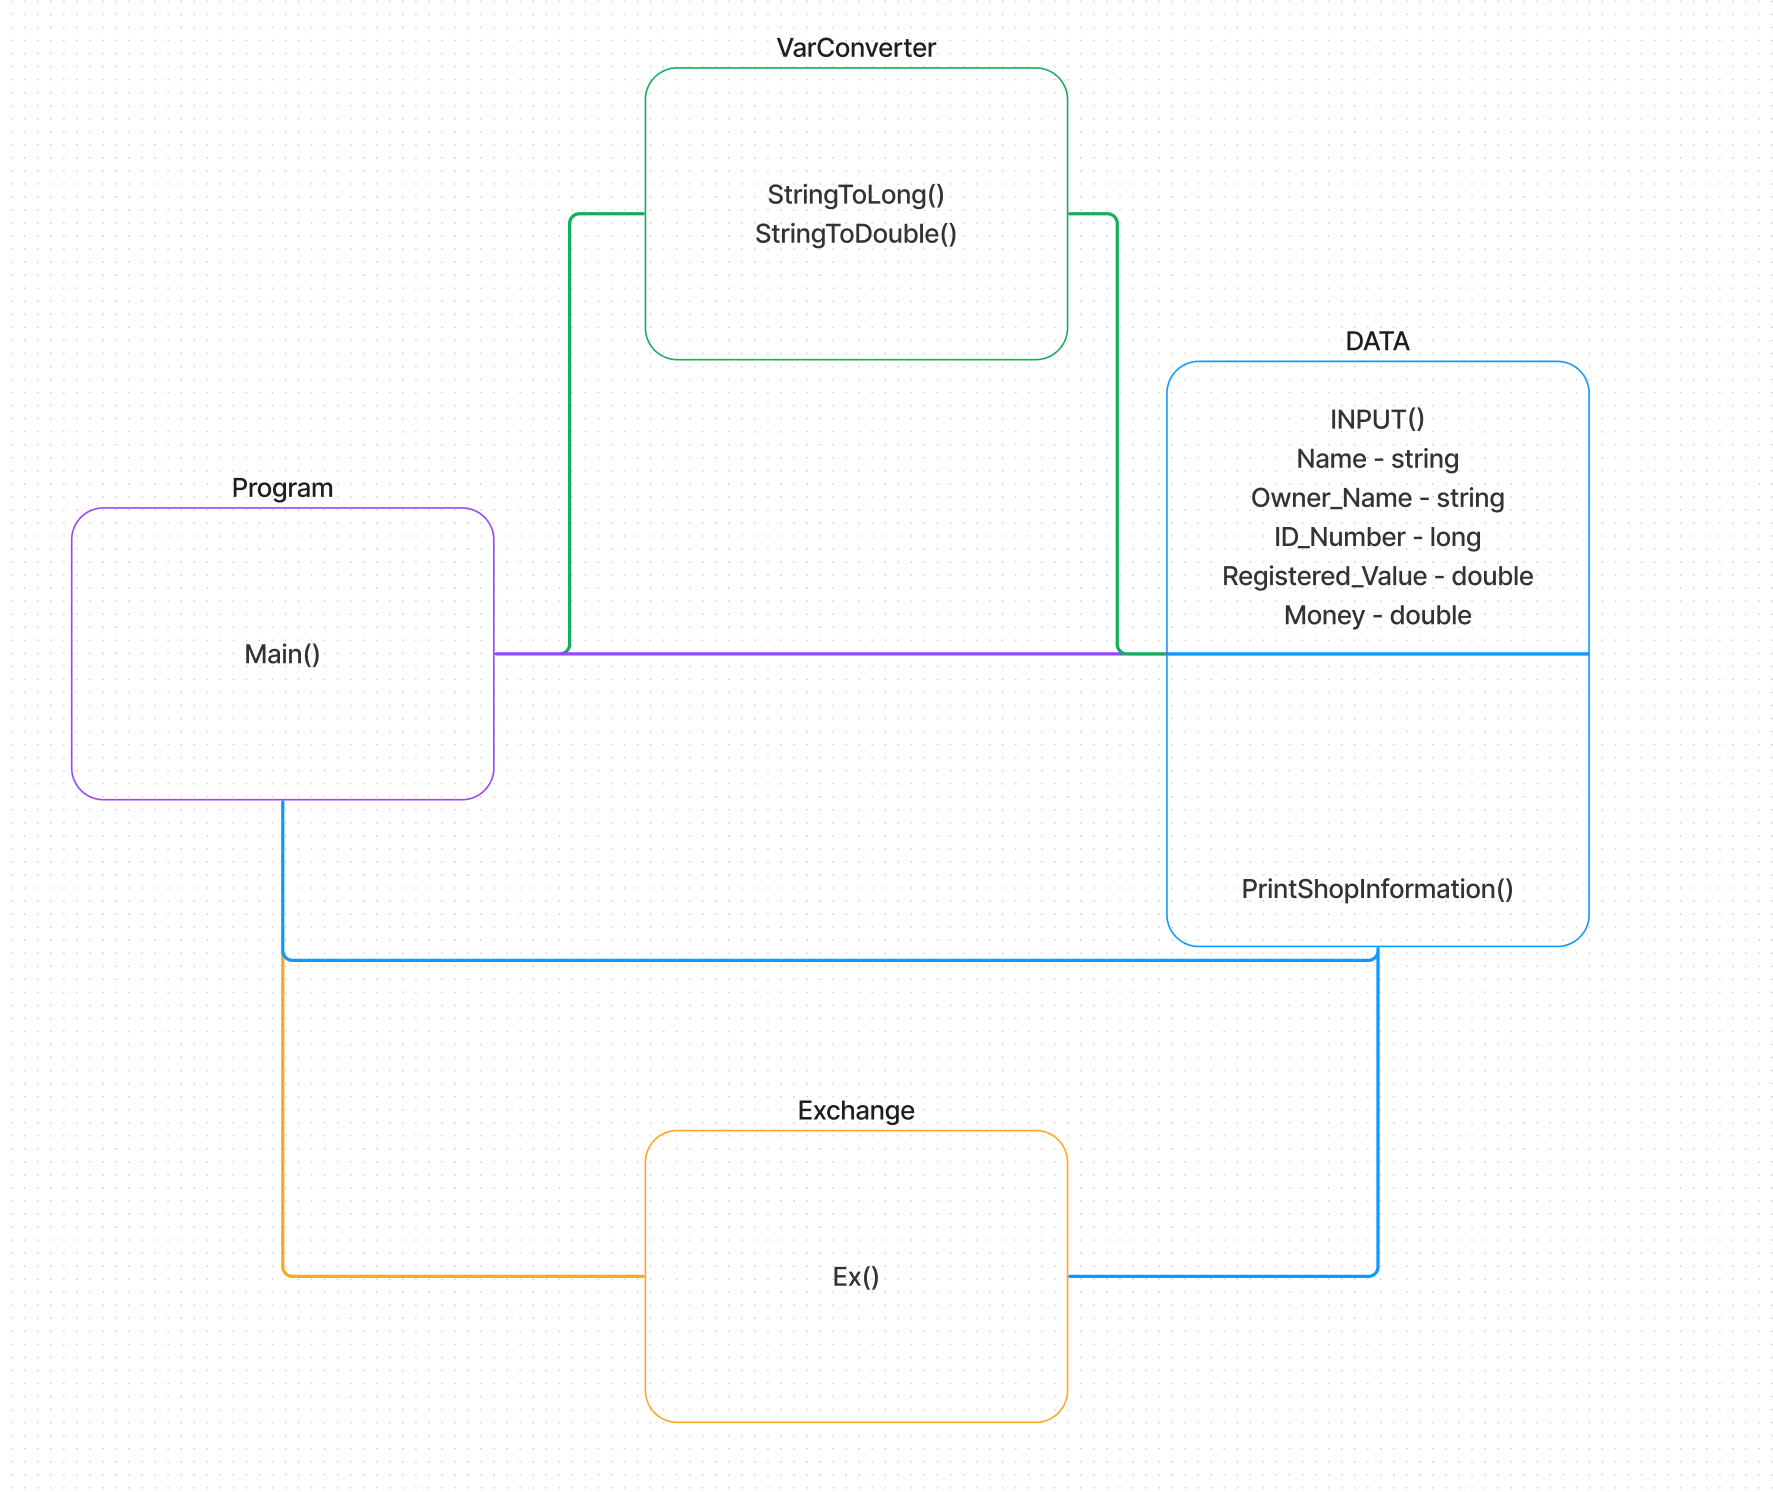 VarConverter
StringToLong()
StringToDouble()
DATA
INPUT()
Name - string
Owner_Name - string
ID_Number - long
Registered_Value - double
Money - double
Program
Main()
PrintShopInformation()
Exchange
Ex()